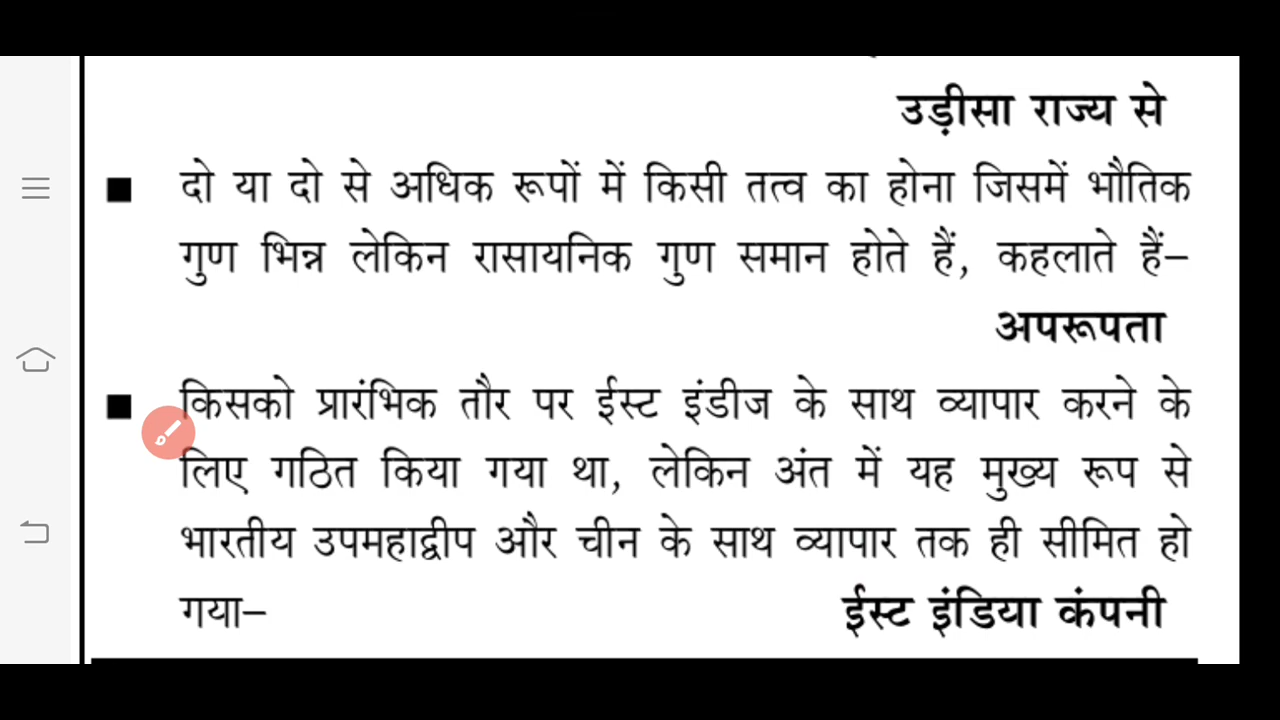 उड़ीसा राज्य से
■ दो या दो से अधिक रूपों में किसी तत्व का होना जिसमें भौतिक
गुण भिन्न लेकिन रासायनिक गुण समान होते हैं, कहलाते हैं–
अपरूपता
■ किसको प्रारंभिक तौर पर ईस्ट इंडीज के साथ व्यापार करने के
लिए गठित किया गया था, लेकिन अंत में यह मुख्य रूप से
भारतीय उपमहाद्वीप और चीन के साथ व्यापार तक ही सीमित हो
गया– ईस्ट इंडिया कंपनी